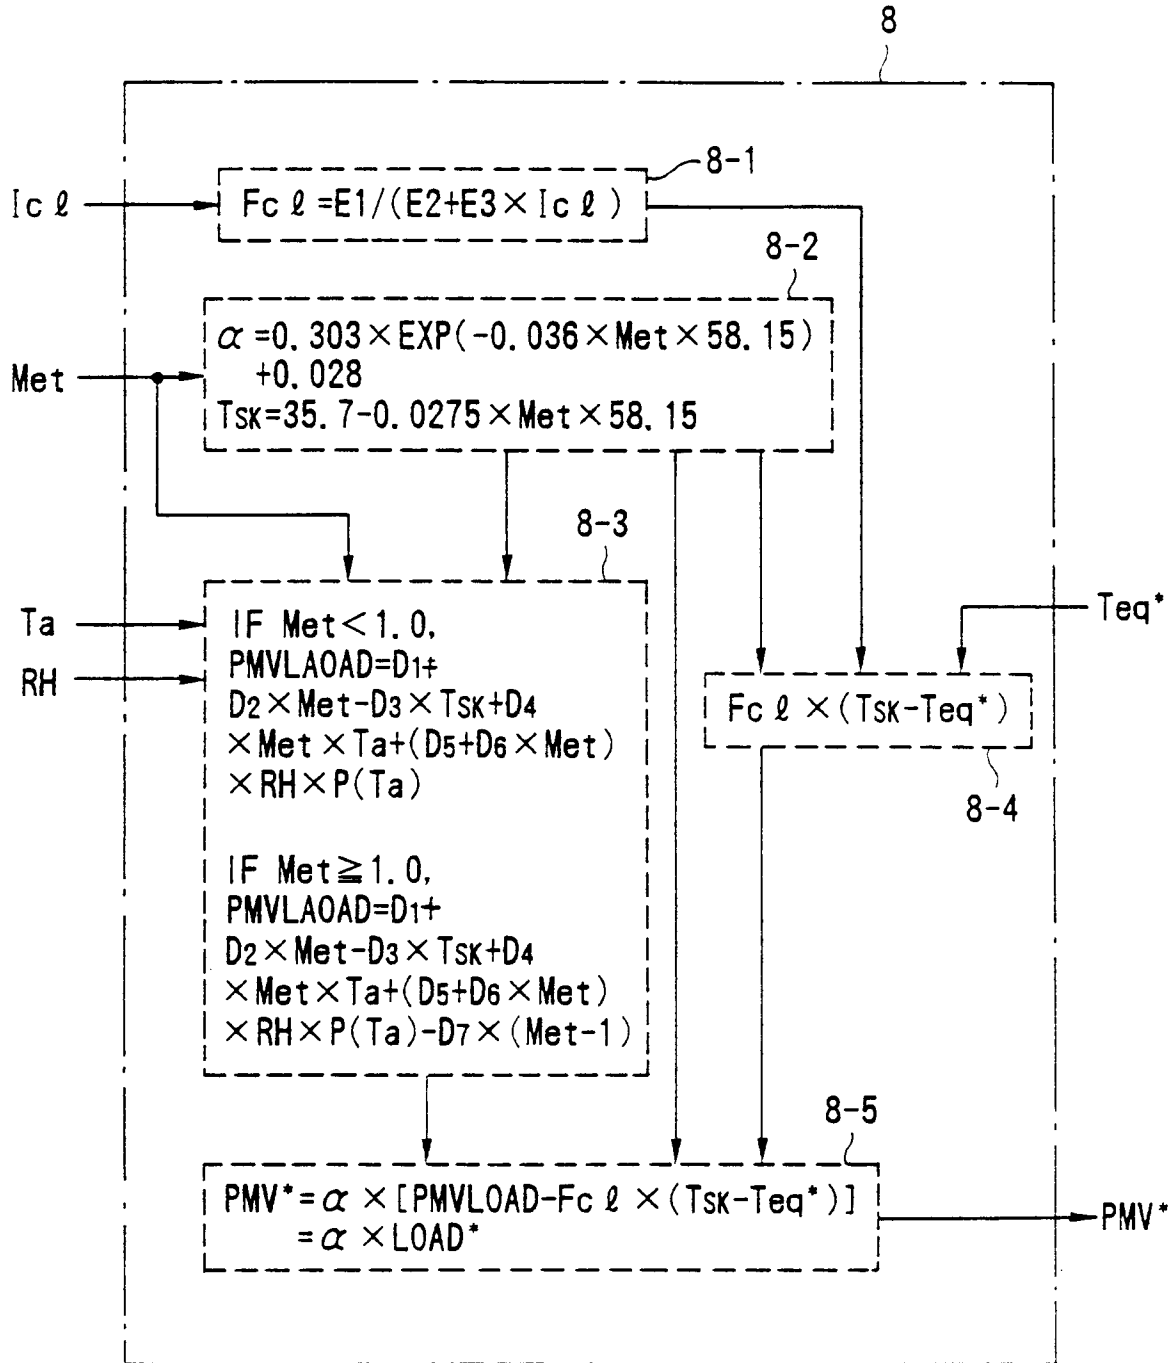 8
8-1
Icℓ
Fcℓ=E1/(E2+E3×Icℓ)
8-2
α=0.303×EXP(-0.036×Met×58.15)
+0.028
Met
TSK=35.7-0.0275×Met×58.15
8-3
Ta
RH
IF Met<1.0,
PMVLAOAD=D1+
D2×Met-D3×TSK+D4
×Met×Ta+(D5+D6×Met)
×RH×P(Ta)
IF Met≧1.0,
PMVLAOAD=D1+
D2×Met-D3×TSK+D4
×Met×Ta+(D5+D6×Met)
×RH×P(Ta)-D7×(Met-1)
Teq*
Fcℓ×(TSK-Teq*)
8-4
8-5
PMV*=α×[PMVLOAD-Fcℓ×(TSK-Teq*)]
=α×LOAD*
PMV*